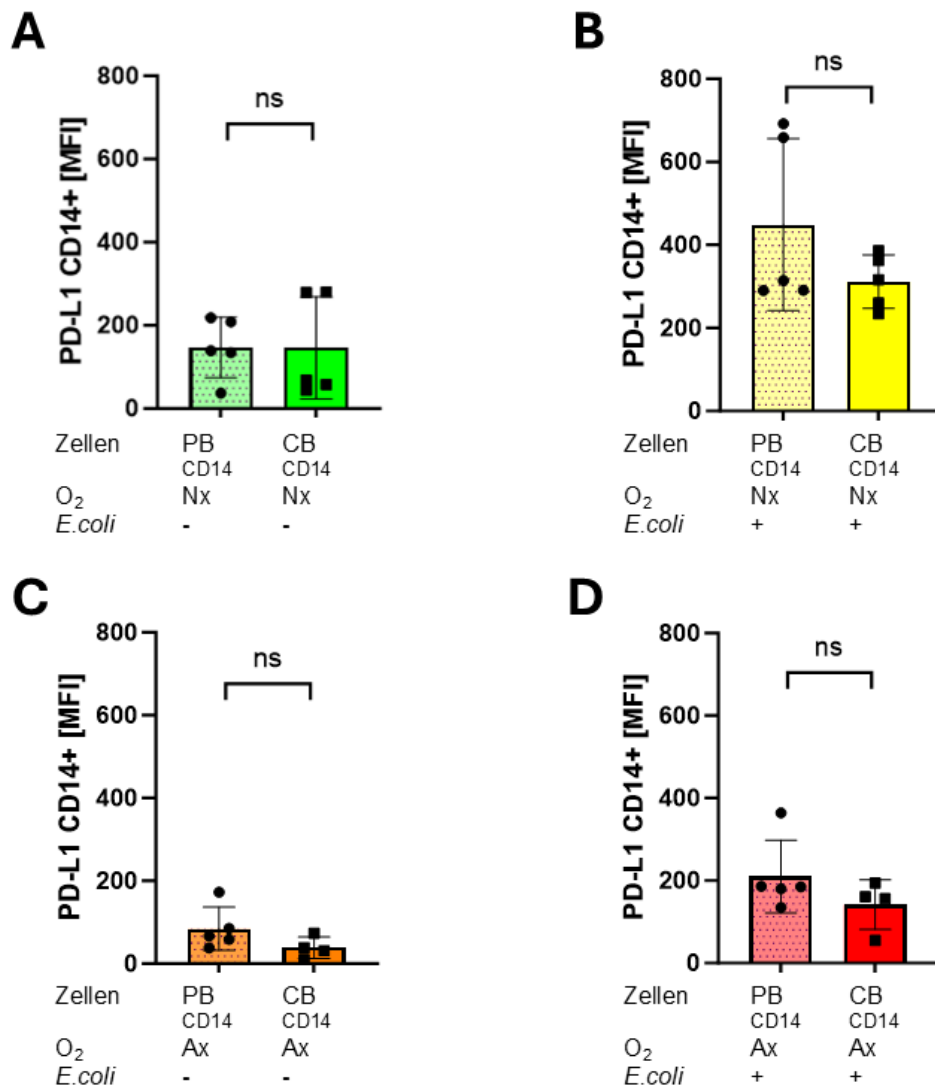 A
PD-L1 CD14+ [MFI]
800
600
400
200
0
ns
Zellen PB CB
CD14 CD14
O₂ Nx Nx
E.coli - -
B
PD-L1 CD14+ [MFI]
800
600
400
200
0
ns
Zellen PB CB
CD14 CD14
O₂ Nx Nx
E.coli + +
C
PD-L1 CD14+ [MFI]
800
600
400
200
0
ns
Zellen PB CB
CD14 CD14
O₂ Ax Ax
E.coli - -
D
PD-L1 CD14+ [MFI]
800
600
400
200
0
ns
Zellen PB CB
CD14 CD14
O₂ Ax Ax
E.coli + +